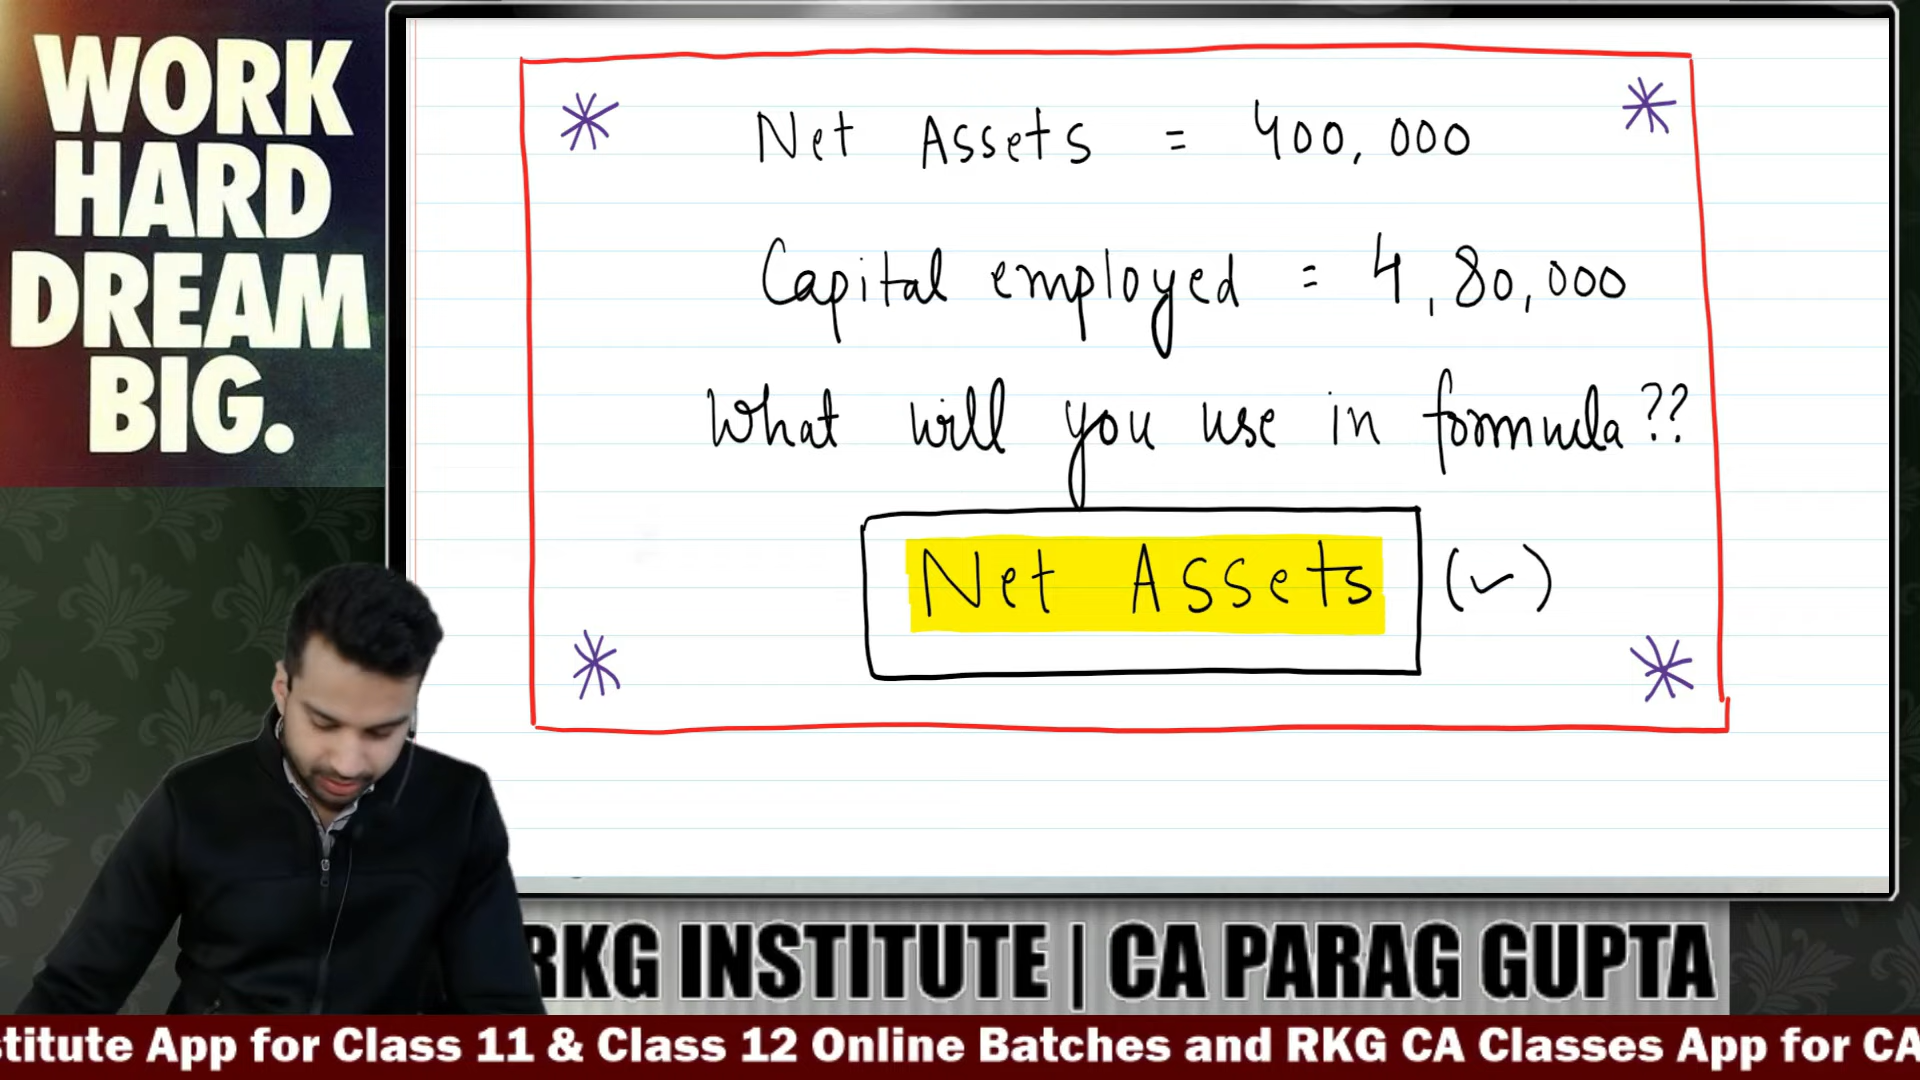 WORK
HARD
DREAM
BIG.
Net Assets = 400,000
Capital employed = 4,80,000
What will you use in formula??
Net Assets (✓)
RKG INSTITUTE | CA PARAG GUPTA
stitute App for Class 11 & Class 12 Online Batches and RKG CA Classes App for CA